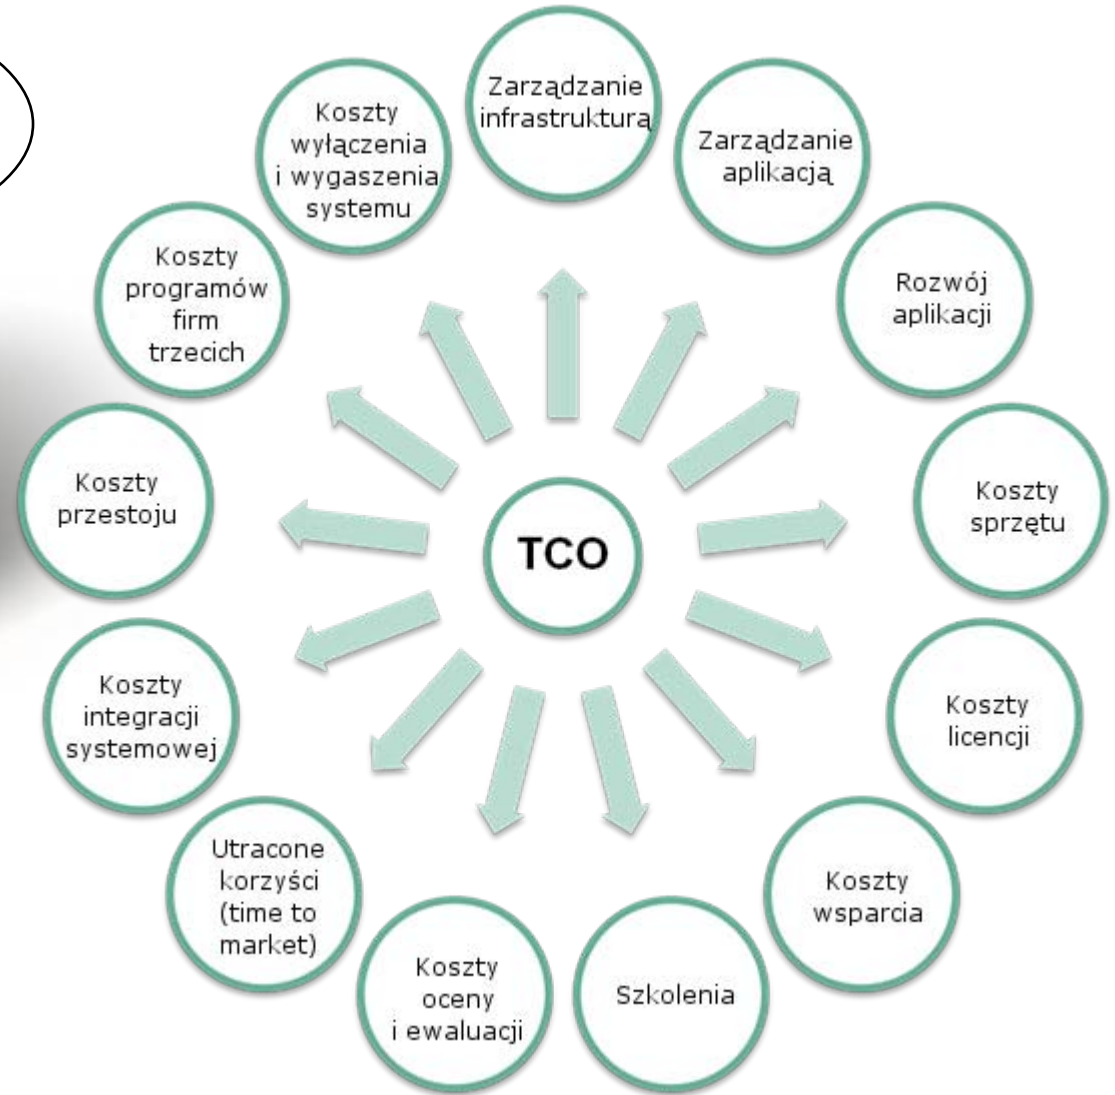 Zarządzanie
infrastrukturą
Zarządzanie
aplikacją
Rozwój
aplikacji
Koszty
sprzętu
Koszty
licencji
Koszty
wsparcia
Szkolenia
Koszty
oceny
i ewaluacji
Utracone
korzyści
(time to
market)
Koszty
integracji
systemowej
Koszty
przestoju
Koszty
programów
firm
trzecich
Koszty
wyłączenia
i wygaszenia
systemu
TCO